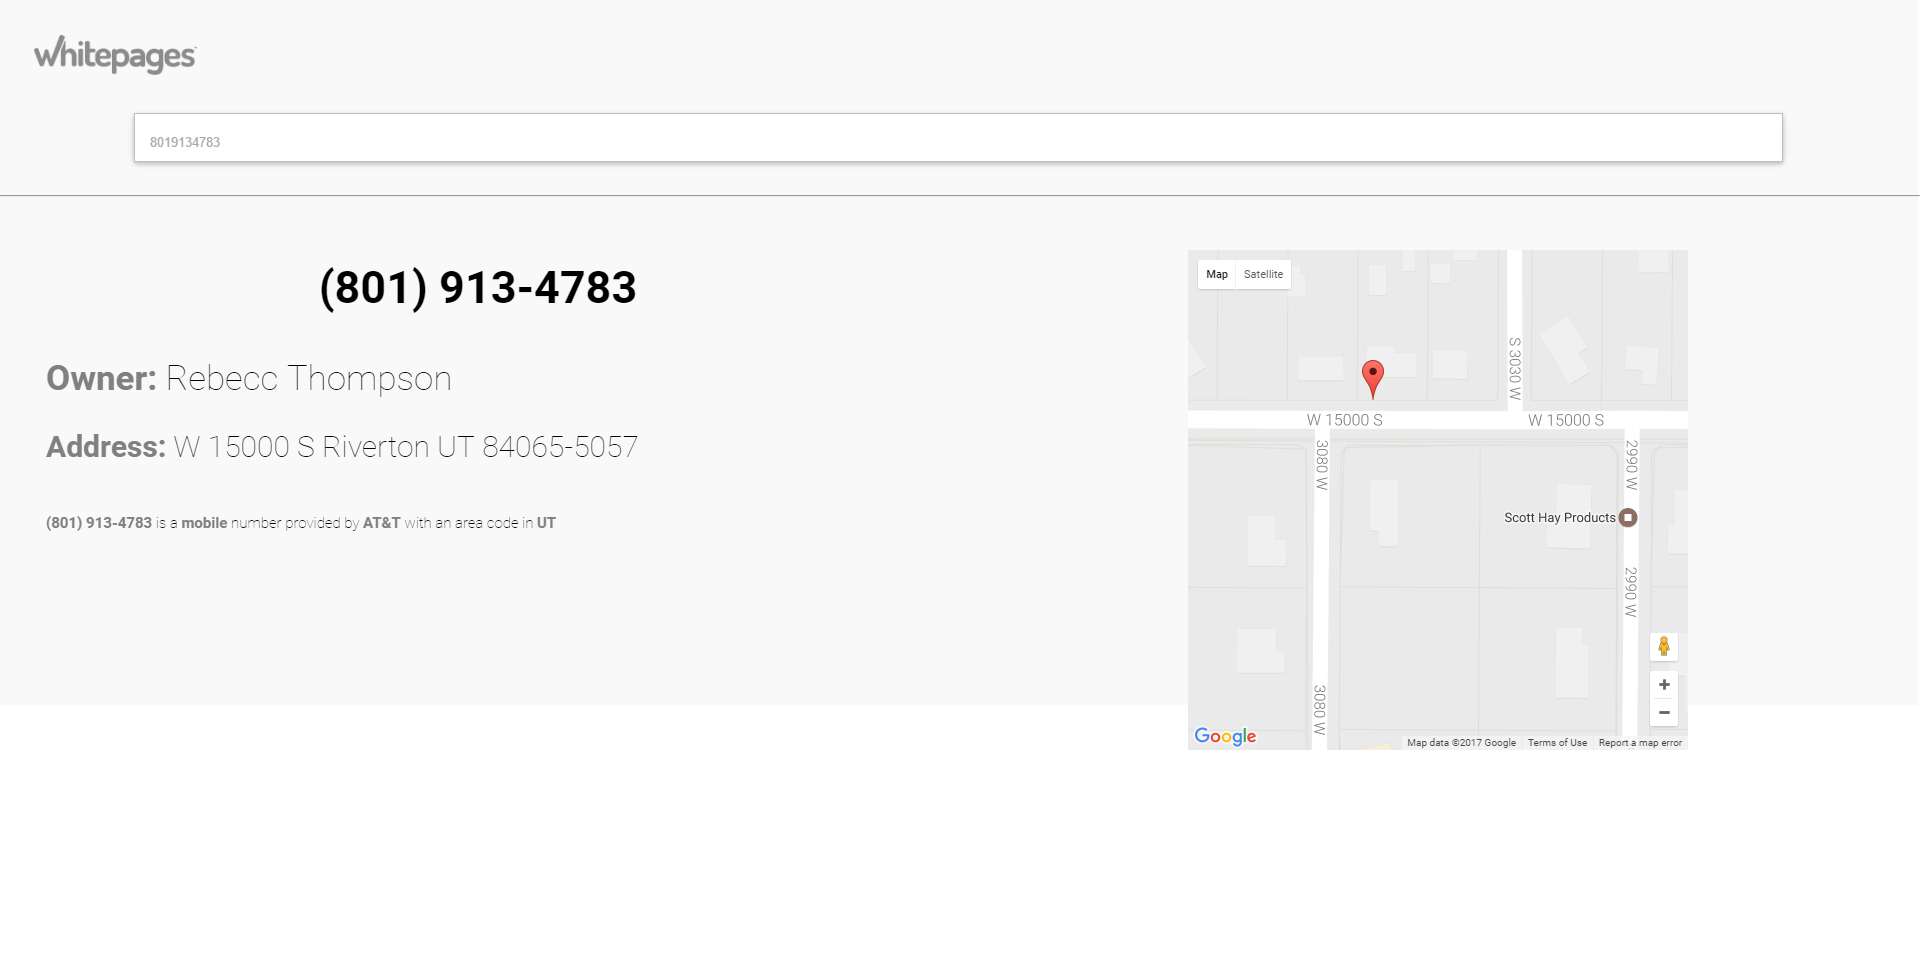 whitepages
8019134783
(801) 913-4783
Owner: Rebecc Thompson
Address: W 15000 S Riverton UT 84065-5057
(801) 913-4783 is a mobile number provided by AT&T with an area code in UT
Map Satellite
S 3030 W
W 15000 S
W 15000 S
3080 W
2990 W
Scott Hay Products
2990 W
3080 W
+
−
Google
Map data ©2017 Google Terms of Use Report a map error